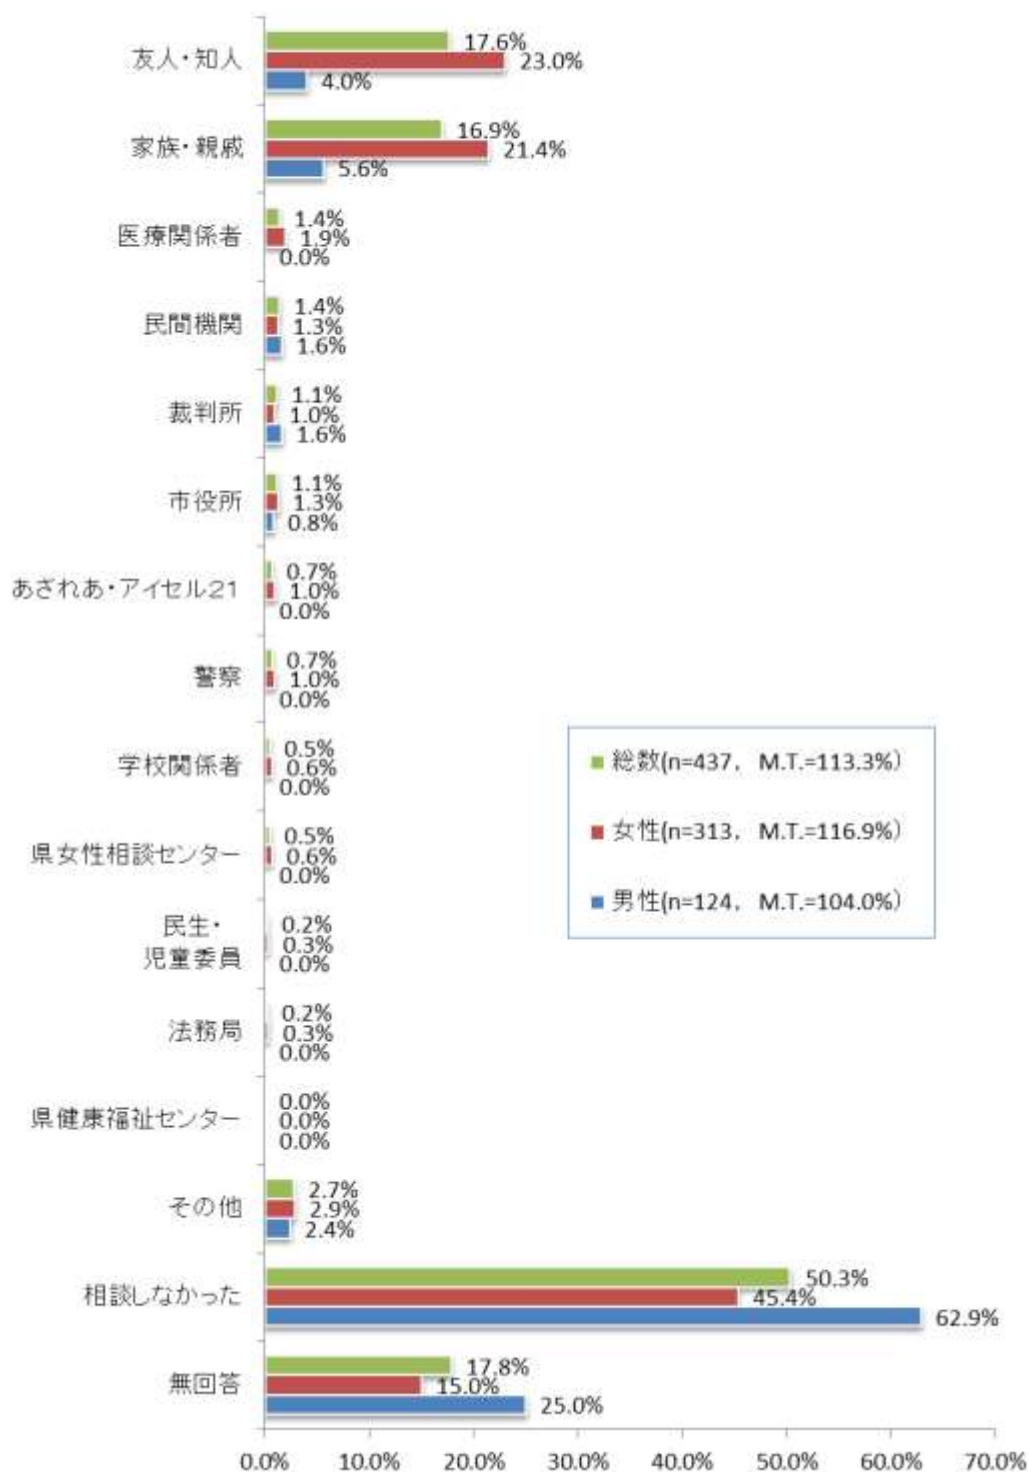 友人・知人
17.6%
23.0%
4.0%
家族・親戚
16.9%
21.4%
5.6%
医療関係者
1.4%
1.9%
0.0%
民間機関
1.4%
1.3%
1.6%
裁判所
1.1%
1.0%
1.6%
市役所
1.1%
1.3%
0.8%
あざれあ・アイセル21
0.7%
1.0%
0.0%
警察
0.7%
1.0%
0.0%
学校関係者
0.5%
0.6%
0.0%
県女性相談センター
0.5%
0.6%
0.0%
民生・
児童委員
0.2%
0.3%
0.0%
法務局
0.2%
0.3%
0.0%
県健康福祉センター
0.0%
0.0%
0.0%
その他
2.7%
2.9%
2.4%
相談しなかった
50.3%
45.4%
62.9%
無回答
17.8%
15.0%
25.0%
総数(n=437, M.T.=113.3%)
女性(n=313, M.T.=116.9%)
男性(n=124, M.T.=104.0%)
0.0% 10.0% 20.0% 30.0% 40.0% 50.0% 60.0% 70.0%